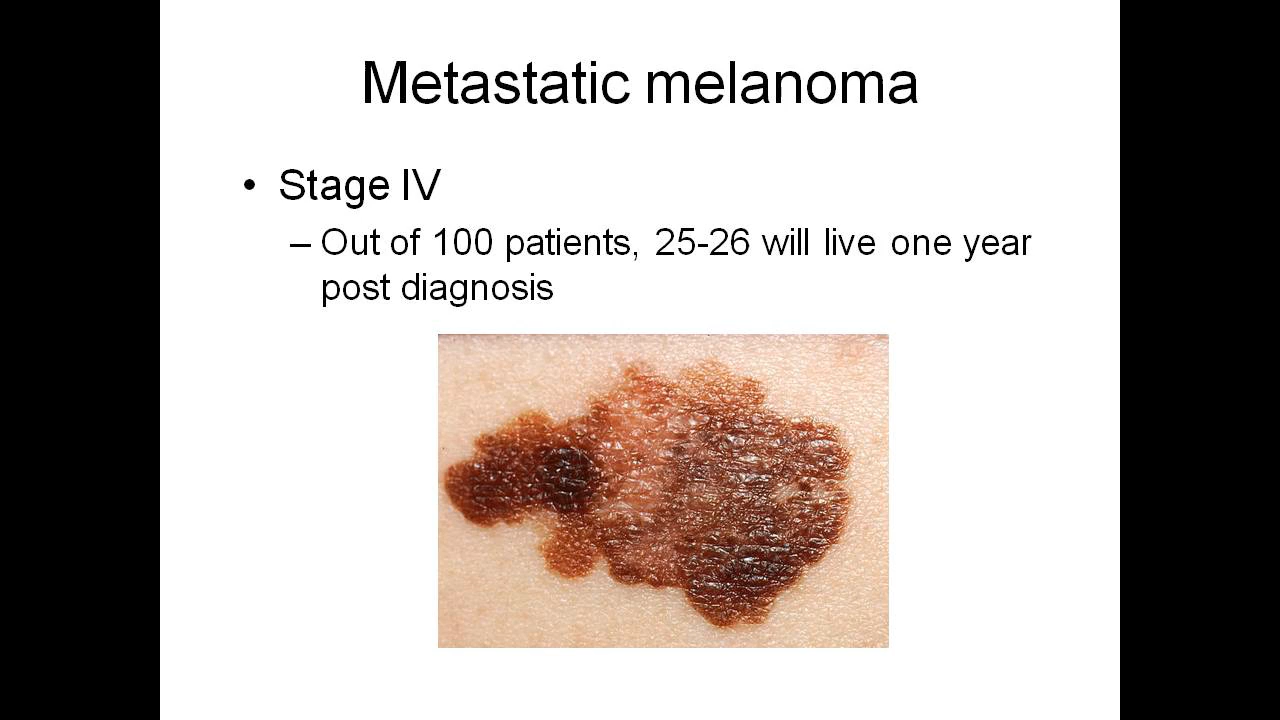 Metastatic melanoma
• Stage IV
– Out of 100 patients, 25-26 will live one year
post diagnosis